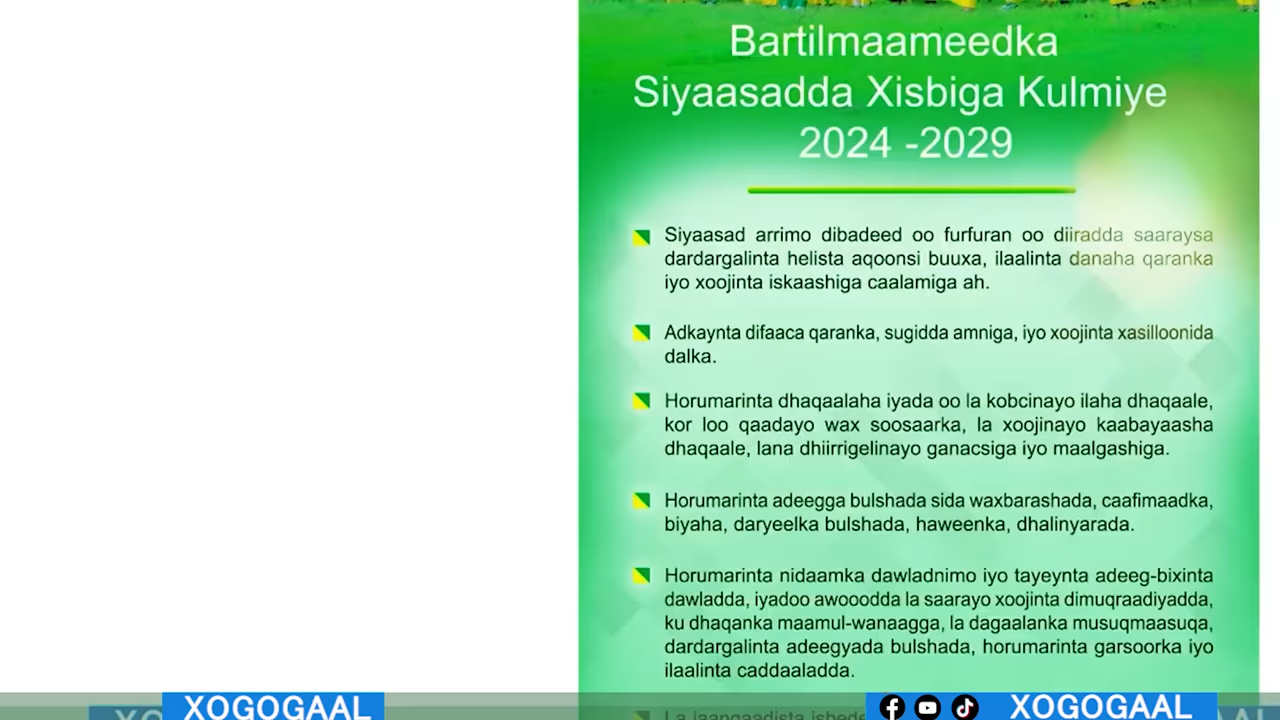 Bartilmaameedka
Siyaasadda Xisbiga Kulmiye
2024 -2029
Siyaasad arrimo dibadeed oo furfuran oo diiradda saaraysa
dardargalinta helista aqoonsi buuxa, ilaalinta danaha qaranka
iyo xoojinta iskaashiga caalamiga ah.
Adkaynta difaaca qaranka, sugidda amniga, iyo xoojinta xasilloonida
dalka.
Horumarinta dhaqaalaha iyada oo la kobcinayo ilaha dhaqaale,
kor loo qaadayo wax soosaarka, la xoojinayo kaabayaasha
dhaqaale, lana dhiirrigelinayo ganacsiga iyo maalgashiga.
Horumarinta adeegga bulshada sida waxbarashada, caafimaadka,
biyaha, daryeelka bulshada, haweenka, dhalinyarada.
Horumarinta nidaamka dawladnimo iyo tayeynta adeeg-bixinta
dawladda, iyadoo awooodda la saarayo xoojinta dimuqraadiyadda,
ku dhaqanka maamul-wanaagga, la dagaalanka musuqmaasuqa,
dardargalinta adeegyada bulshada, horumarinta garsoorka iyo
ilaalinta caddaaladda.
XOGOGAAL XOGOGAAL